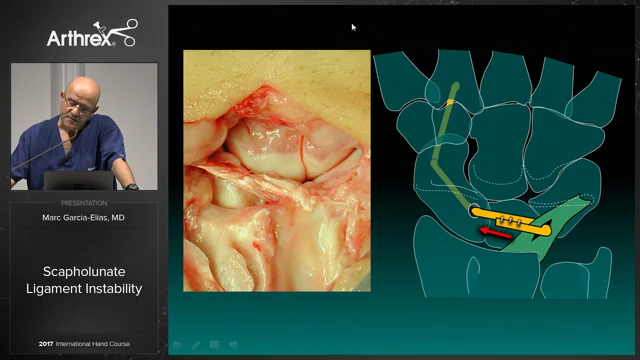 Arthrex®
PRESENTATION
Marc Garcia-Elias, MD
Scapholunate
Ligament Instability
2017 International Hand Course